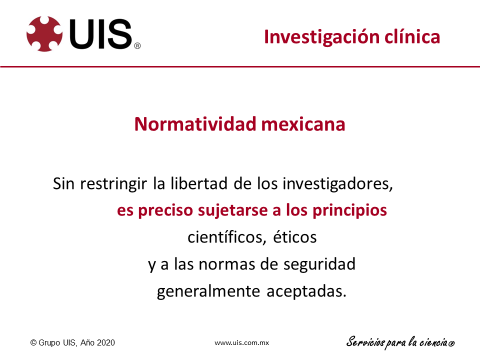 UIS®
Investigación clínica
Normatividad mexicana
Sin restringir la libertad de los investigadores,
es preciso sujetarse a los principios
científicos, éticos
y a las normas de seguridad
generalmente aceptadas.
© Grupo UIS, Año 2020
www.uis.com.mx
Servicios para la ciencia®